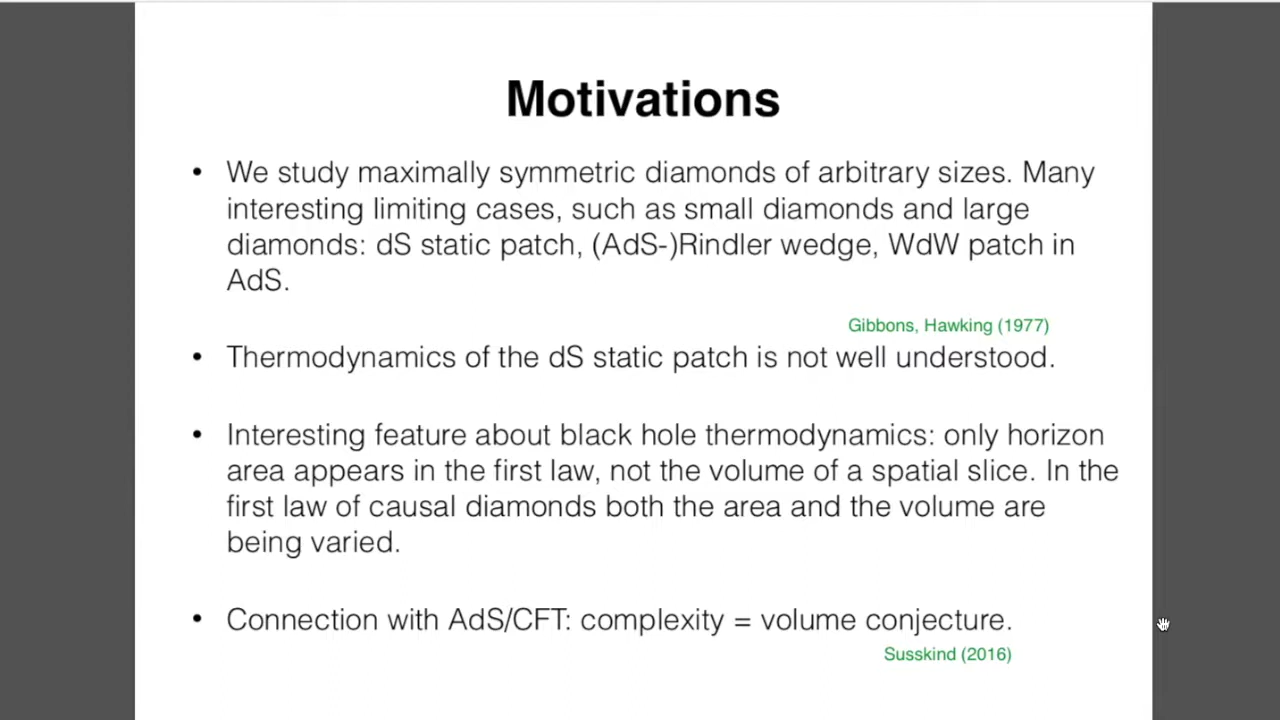 Motivations
• We study maximally symmetric diamonds of arbitrary sizes. Many
interesting limiting cases, such as small diamonds and large
diamonds: dS static patch, (AdS-)Rindler wedge, WdW patch in
AdS.
Gibbons, Hawking (1977)
• Thermodynamics of the dS static patch is not well understood.
• Interesting feature about black hole thermodynamics: only horizon
area appears in the first law, not the volume of a spatial slice. In the
first law of causal diamonds both the area and the volume are
being varied.
• Connection with AdS/CFT: complexity = volume conjecture.
Susskind (2016)